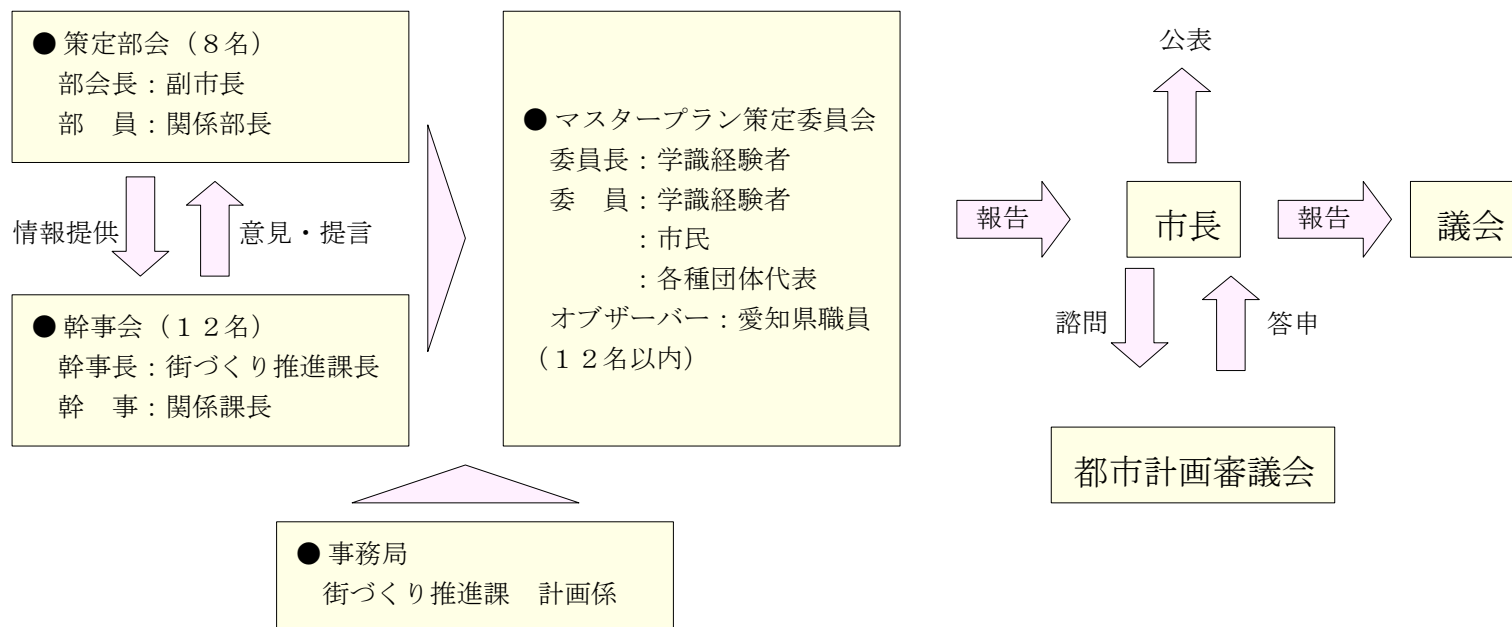 ● 策定部会（８名）
部会長：副市長
部　員：関係部長
情報提供
意見・提言
● 幹事会（１２名）
幹事長：街づくり推進課長
幹　事：関係課長
● マスタープラン策定委員会
委員長：学識経験者
委　員：学識経験者
：市民
：各種団体代表
オブザーバー：愛知県職員
（１２名以内）
● 事務局
街づくり推進課　計画係
公表
報告
市長
報告
議会
諮問
答申
都市計画審議会